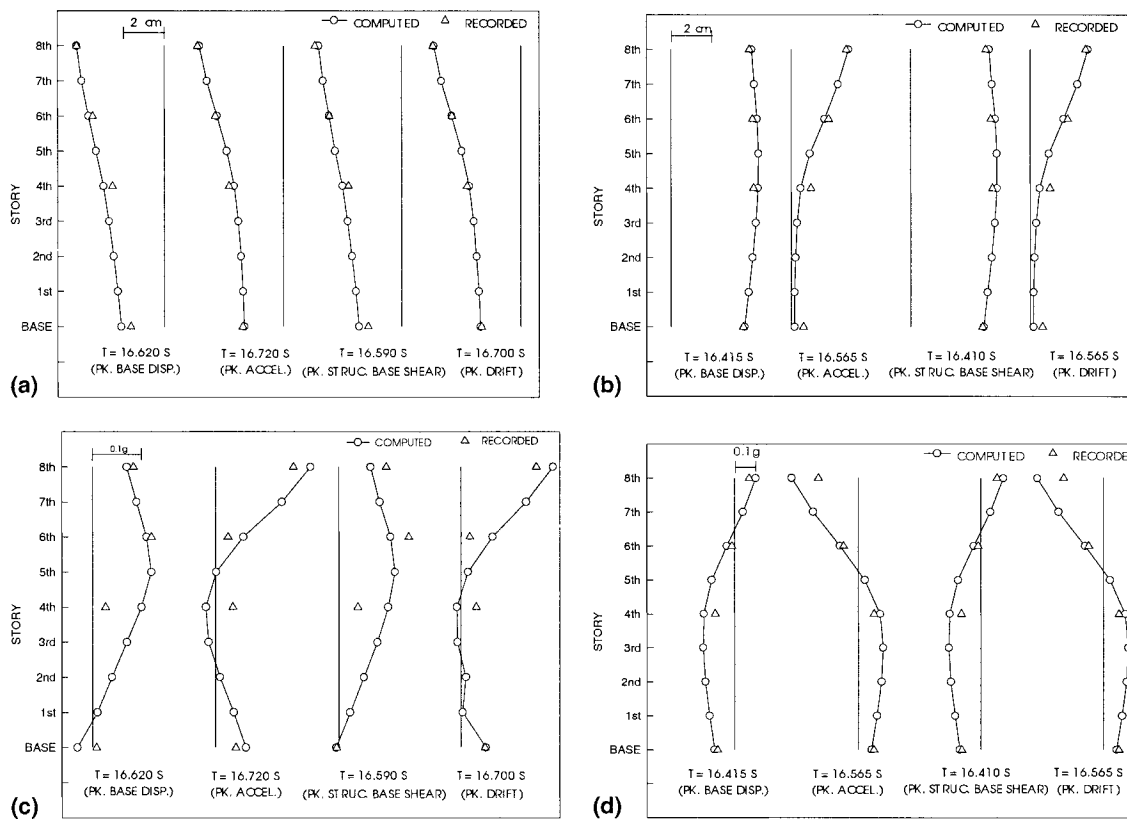 COMPUTED RECORDED
2 cm
8th
7th
6th
5th
4th
3rd
2nd
1st
BASE
STORY
T = 16.620 S T = 16.720 S T = 16.590 S T = 16.700 S
(PK. BASE DISP.) (PK. ACCEL.) (PK. STRUC. BASE SHEAR) (PK. DRIFT)
(a)
COMPUTED RECORDED
2 cm
8th
7th
6th
5th
4th
3rd
2nd
1st
BASE
STORY
T = 16.415 S T = 16.565 S T = 16.410 S T = 16.565 S
(PK. BASE DISP.) (PK. ACCEL.) (PK. STRUC. BASE SHEAR) (PK. DRIFT)
(b)
COMPUTED RECORDED
0.1g
8th
7th
6th
5th
4th
3rd
2nd
1st
BASE
STORY
T = 16.620 S T = 16.720 S T = 16.590 S T = 16.700 S
(PK. BASE DISP.) (PK. ACCEL.) (PK. STRUC. BASE SHEAR) (PK. DRIFT)
(c)
0.1g
COMPUTED RECORDED
8th
7th
6th
5th
4th
3rd
2nd
1st
BASE
STORY
T = 16.415 S T = 16.565 S T = 16.410 S T = 16.565 S
(PK. BASE DISP.) (PK. ACCEL.) (PK. STRUC. BASE SHEAR) (PK. DRIFT)
(d)